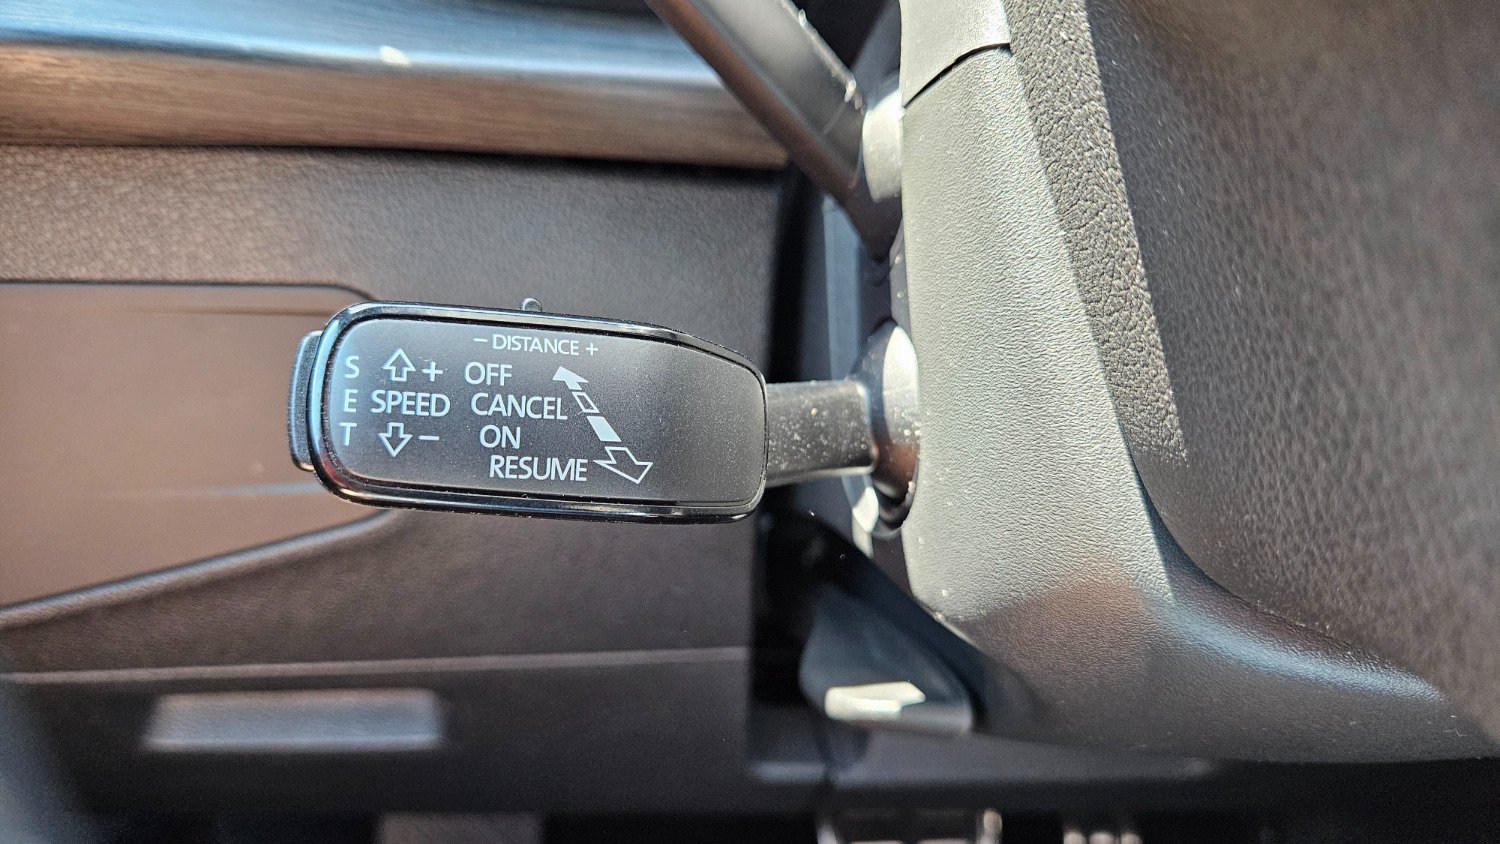 - DISTANCE +
S + OFF
E SPEED CANCEL
T - ON
RESUME